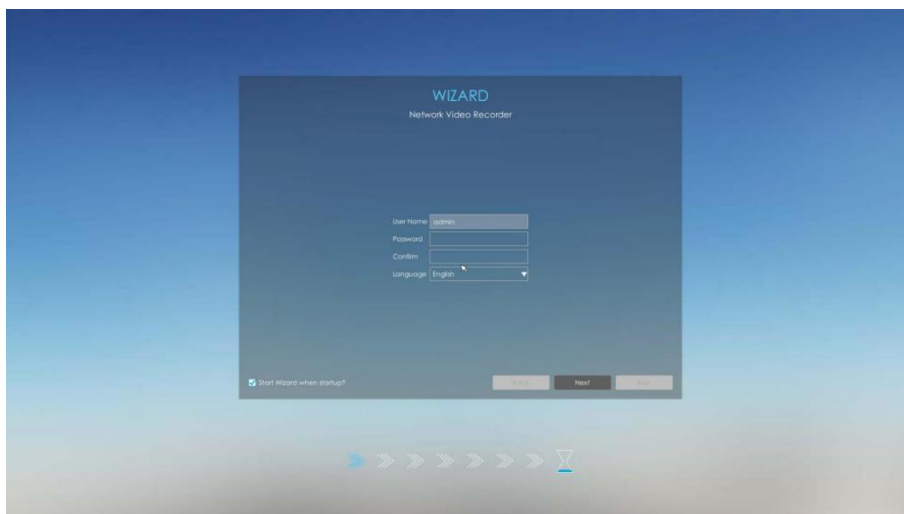 WIZARD
Network Video Recorder
User Name admin
Password
Confirm
Language English
Start Wizard when startup?
Next